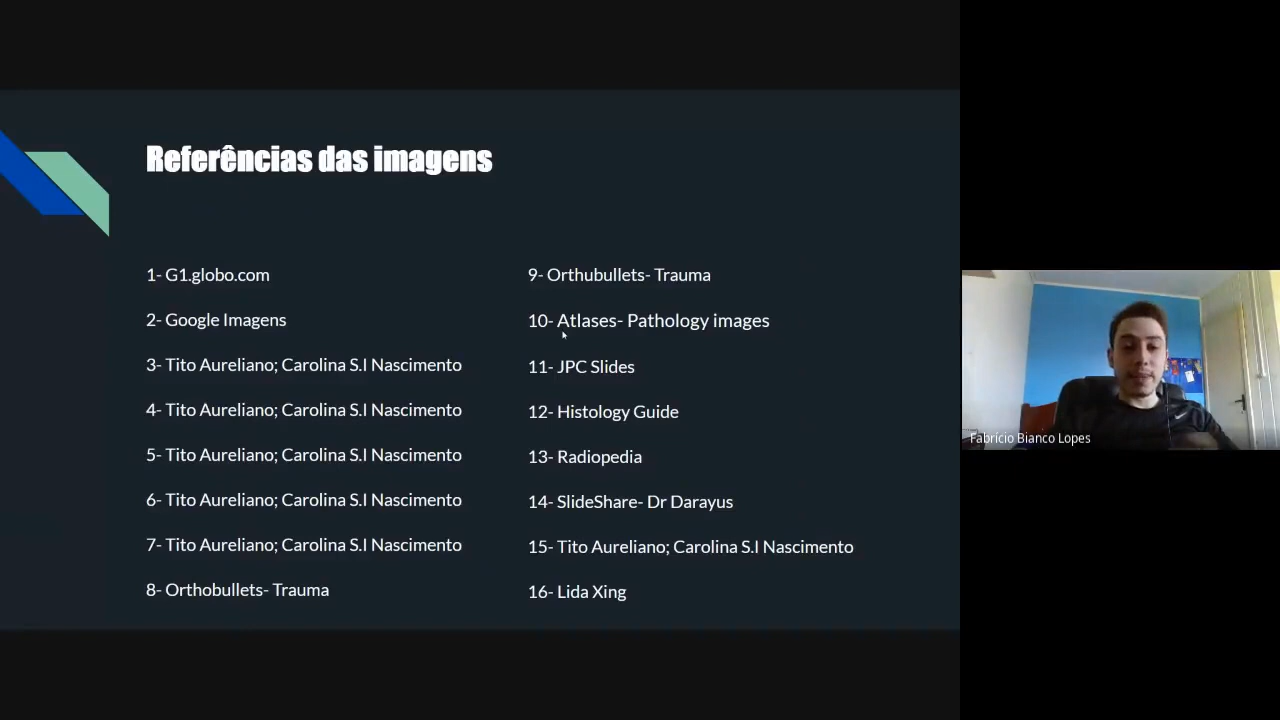 Referências das imagens
1- G1.globo.com
2- Google Imagens
3- Tito Aureliano; Carolina S.I Nascimento
4- Tito Aureliano; Carolina S.I Nascimento
5- Tito Aureliano; Carolina S.I Nascimento
6- Tito Aureliano; Carolina S.I Nascimento
7- Tito Aureliano; Carolina S.I Nascimento
8- Orthobullets- Trauma
9- Orthubullets- Trauma
10- Atlases- Pathology images
11- JPC Slides
12- Histology Guide
13- Radiopedia
14- SlideShare- Dr Darayus
15- Tito Aureliano; Carolina S.I Nascimento
16- Lida Xing
Fabrício Bianco Lopes